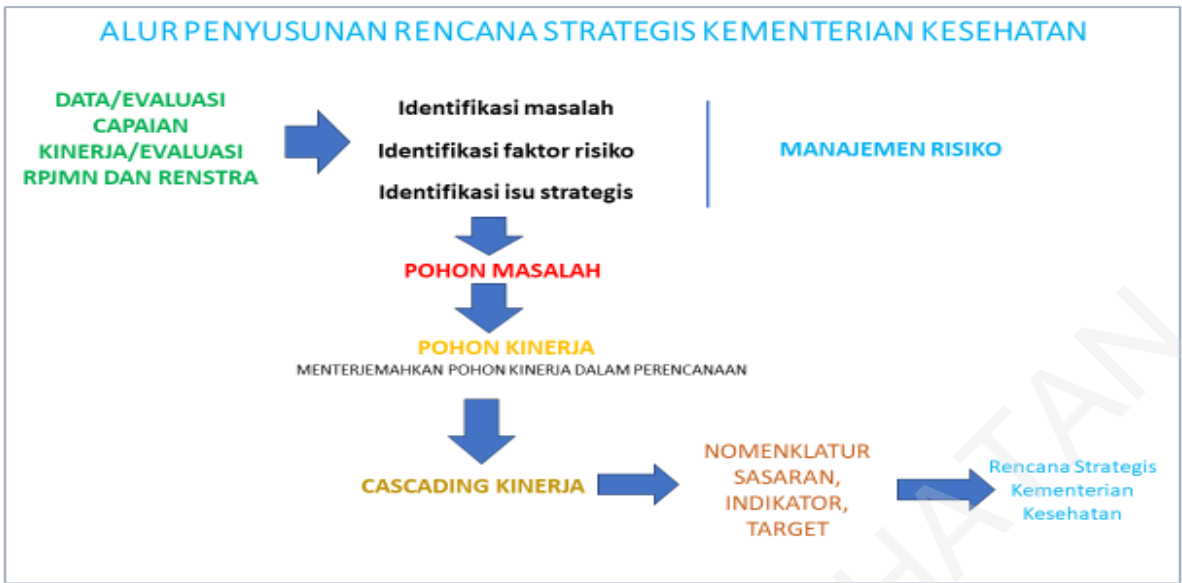 ALUR PENYUSUNAN RENCANA STRATEGIS KEMENTERIAN KESEHATAN
DATA/EVALUASI
CAPAIAN
KINERJA/EVALUASI
RPJMN DAN RENSTRA
Identifikasi masalah
Identifikasi faktor risiko
Identifikasi isu strategis
MANAJEMEN RISIKO
POHON MASALAH
POHON KINERJA
MENTERJEMAHKAN POHON KINERJA DALAM PERENCANAAN
CASCADING KINERJA
NOMENKLATUR
SASARAN,
INDIKATOR,
TARGET
Rencana Strategis
Kementerian
Kesehatan
HATAN